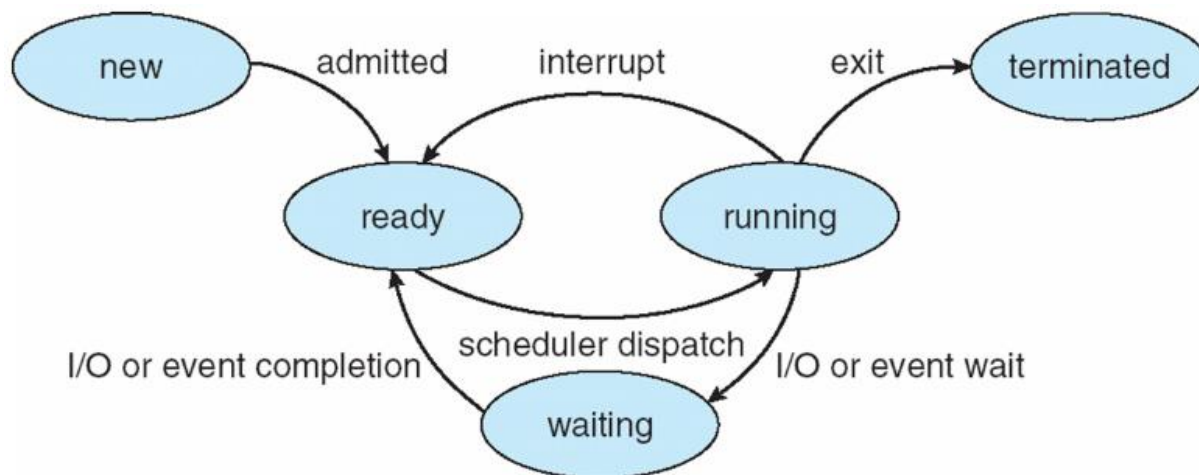 new
admitted
interrupt
exit
terminated
ready
running
I/O or event completion
scheduler dispatch
I/O or event wait
waiting